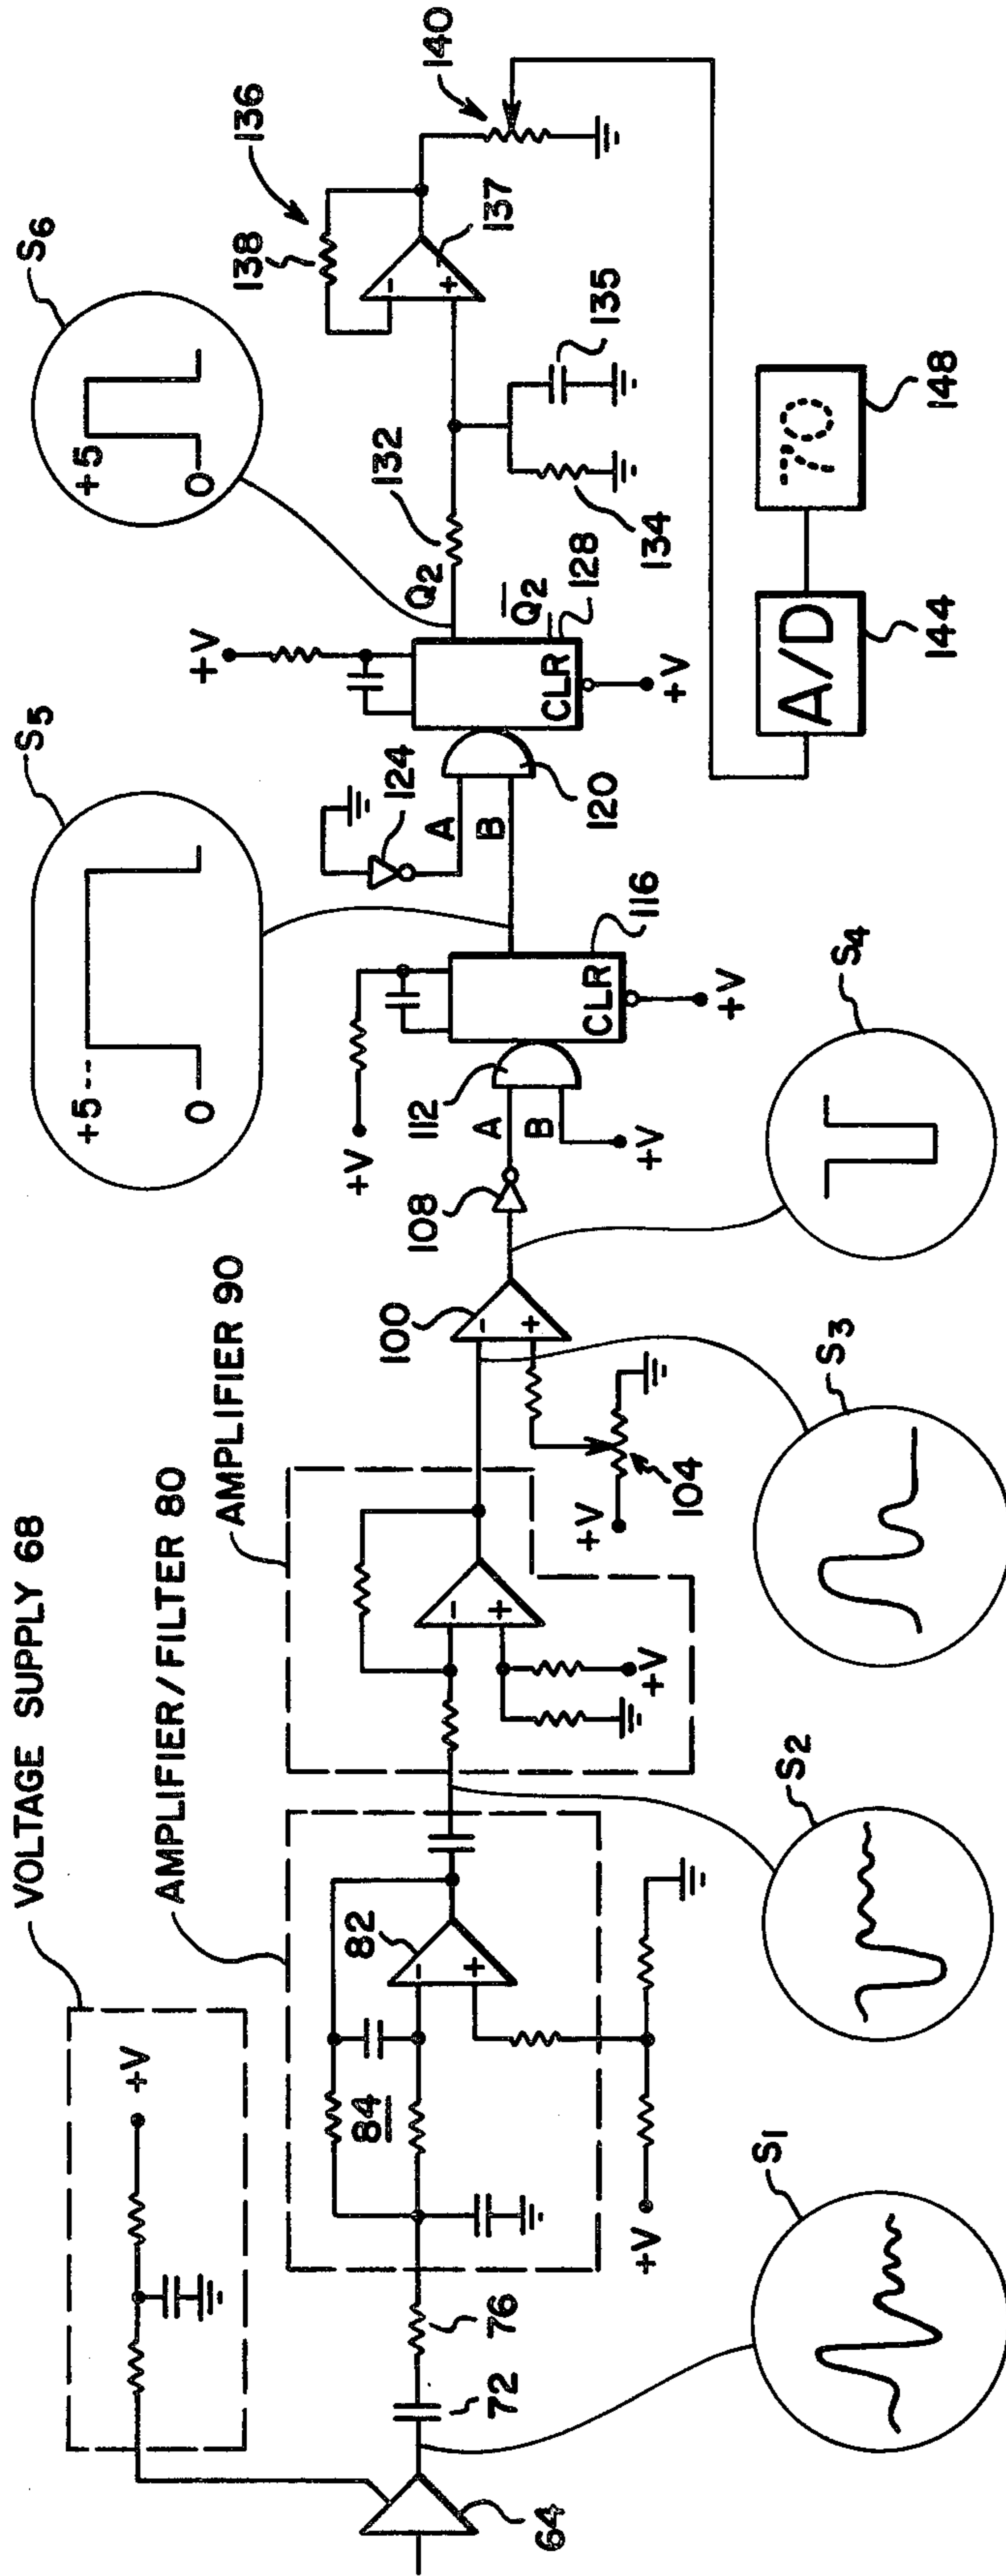 VOLTAGE SUPPLY 68
AMPLIFIER/FILTER 80
AMPLIFIER 90
+V
64
72
76
84
82
+V
S1
S2
+V
+V
104
S3
100
108
S4
A
B
112
+V
+V
CLR
116
+V
+5
0
S5
124
A
B
120
+V
CLR
128
+V
Q2
Q̅2
+5
0
S6
132
134
135
136
138
137
140
A/D
144
70
148
-
+
-
+
-
+
-
+